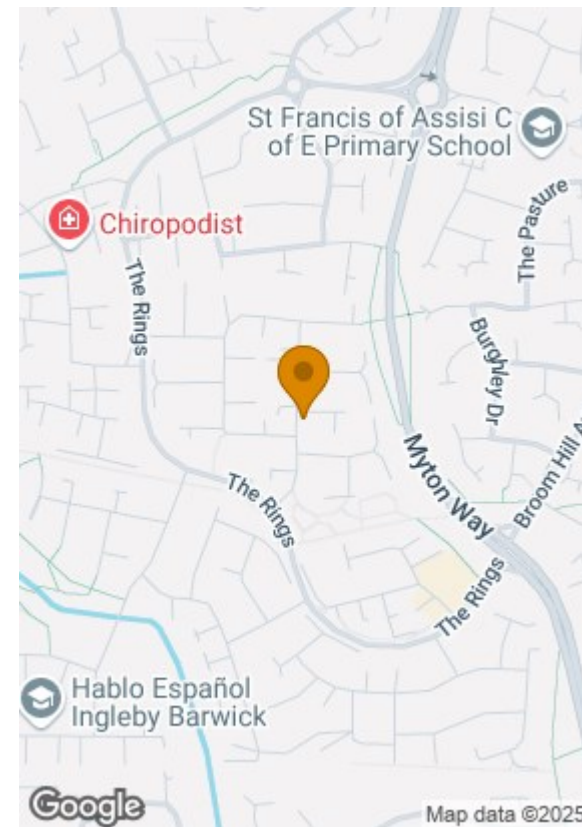 St Francis of Assisi C
of E Primary School
Chiropodist
The Pasture
The Rings
Burghley Dr
Myton Way
Broom Hill A
The Rings
The Rings
Hablo Español
Ingleby Barwick
Google
Map data ©2025